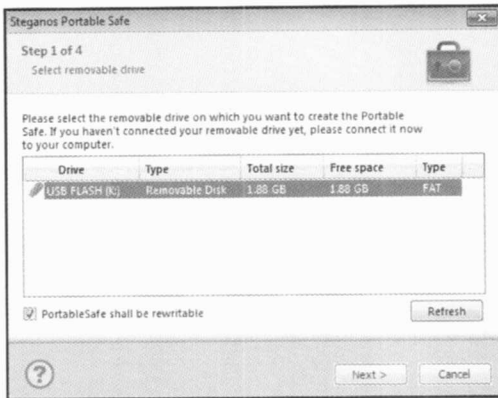 Steganos Portable Safe
Step 1 of 4
Select removable drive
Please select the removable drive on which you want to create the Portable
Safe. If you haven't connected your removable drive yet, please connect it now
to your computer.
Drive Type Total size Free space Type
USB FLASH (K:) Removable Disk 1.88 GB 1.88 GB FAT
PortableSafe shall be rewritable
Refresh
?
Next > Cancel